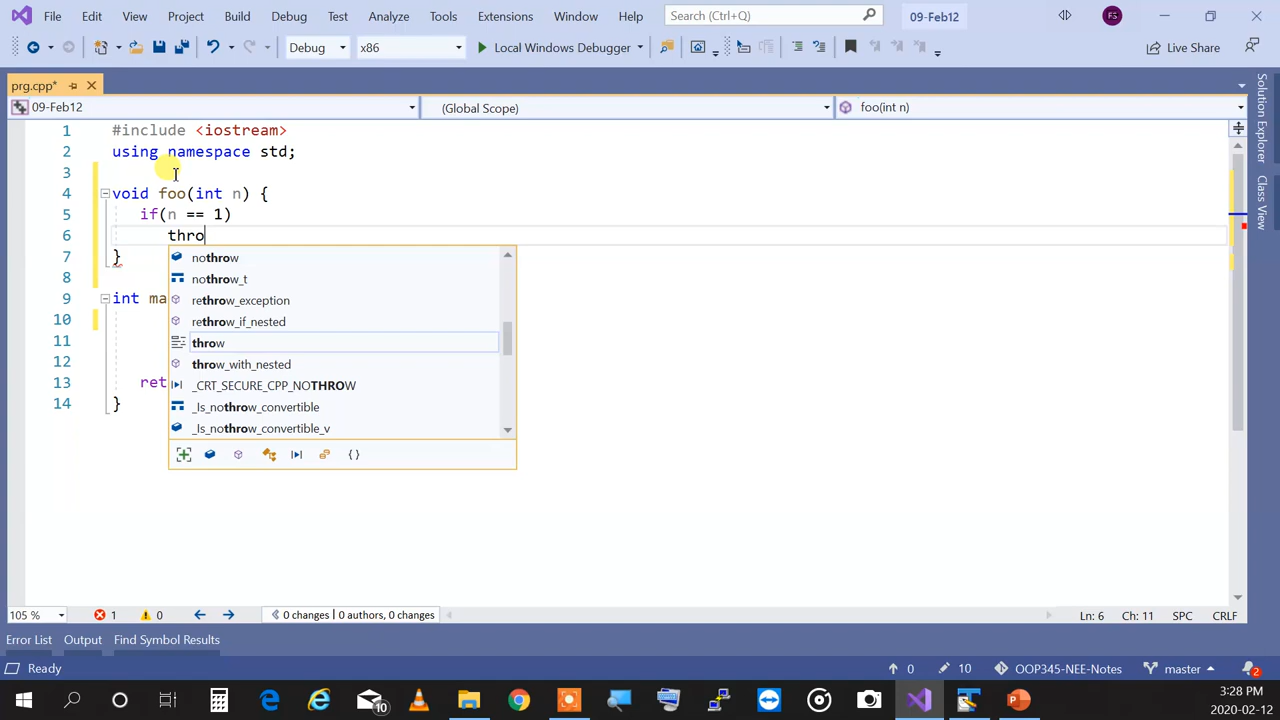 File Edit View Project Build Debug Test Analyze Tools Extensions Window Help Search (Ctrl+Q) 09-Feb12 FS
Debug x86 Local Windows Debugger Live Share
prg.cpp*
09-Feb12 (Global Scope) foo(int n)
1 #include <iostream>
2 using namespace std;
3
4 void foo(int n) {
5 if(n == 1)
6 thro
7 }
8
9 int ma
10
11
12
13 ret
14 }
nothrow
nothrow_t
rethrow_exception
rethrow_if_nested
throw
throw_with_nested
_CRT_SECURE_CPP_NOTHROW
_Is_nothrow_convertible
_Is_nothrow_convertible_v
Solution Explorer
Class View
105 % 1 0 0 changes | 0 authors, 0 changes Ln: 6 Ch: 11 SPC CRLF
Error List Output Find Symbol Results
Ready 0 10 OOP345-NEE-Notes master 2
10
3:28 PM
2020-02-12